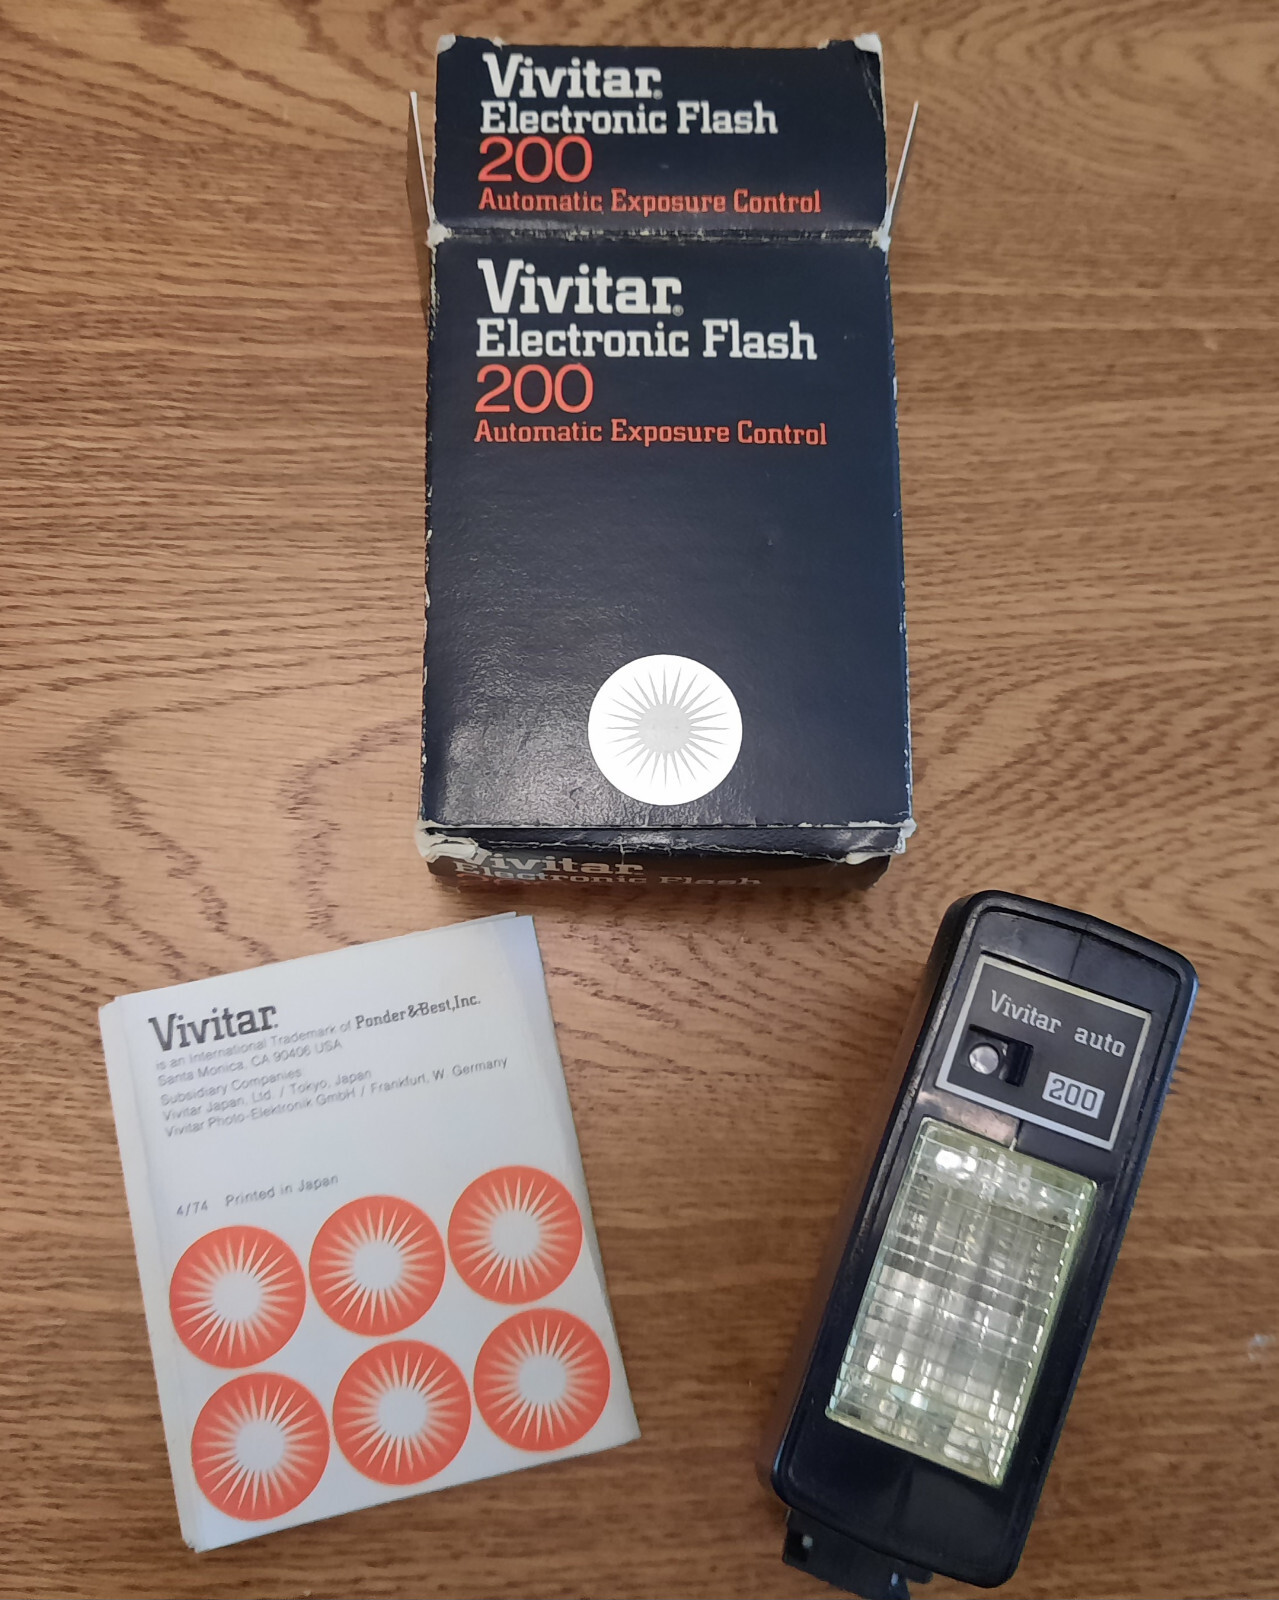 Vivitar®
Electronic Flash
200
Automatic Exposure Control
Vivitar®
Electronic Flash
200
Automatic Exposure Control
Vivitar
Electronic Flash
Vivitar®
is an International Trademark of Ponder&Best,Inc.
Santa Monica, CA 90406 USA
Subsidiary Companies:
Vivitar Japan, Ltd. / Tokyo, Japan
Vivitar Photo-Elektronik GmbH / Frankfurt, W. Germany
4/74 Printed in Japan
Vivitar auto
200